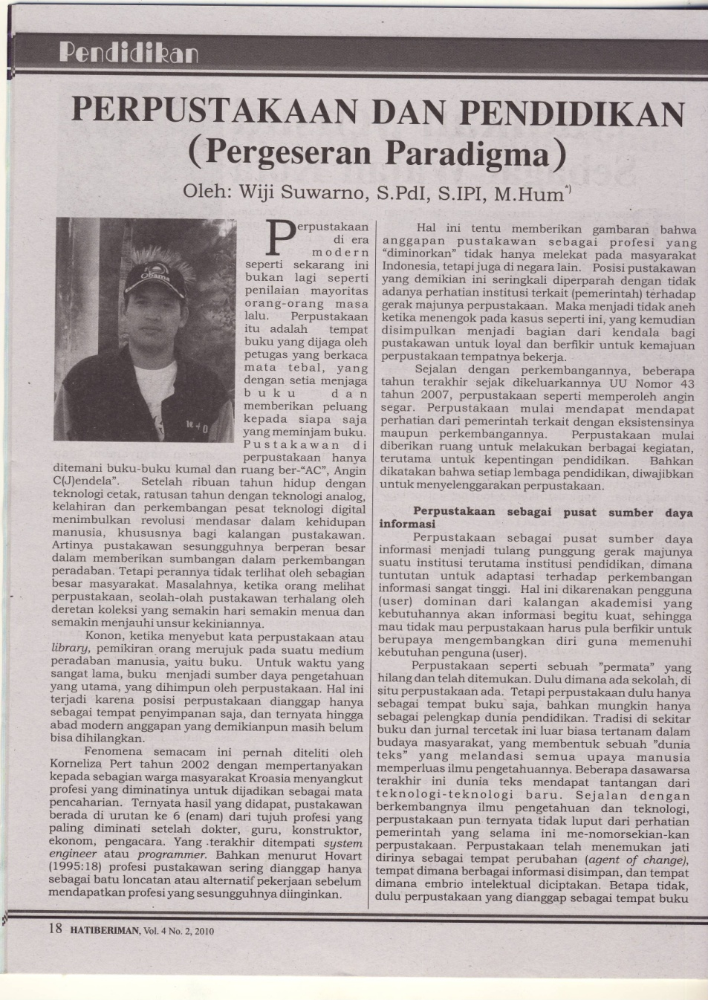 Pendidikan
PERPUSTAKAAN DAN PENDIDIKAN
(Pergeseran Paradigma)
Oleh: Wiji Suwarno, S.PdI, S.IPI, M.Hum*)
Obama
Perpustakaan
di era
modern
seperti sekarang ini
bukan lagi seperti
penilaian mayoritas
orang-orang masa
lalu. Perpustakaan
itu adalah tempat
buku yang dijaga oleh
petugas yang berkaca
mata tebal, yang
dengan setia menjaga
buku dan
memberikan peluang
kepada siapa saja
yang meminjam buku.
Pustakawan di
perpustakaan hanya
ditemani buku-buku kumal dan ruang ber-“AC”, Angin
C(J)endela”. Setelah ribuan tahun hidup dengan
teknologi cetak, ratusan tahun dengan teknologi analog,
kelahiran dan perkembangan pesat teknologi digital
menimbulkan revolusi mendasar dalam kehidupan
manusia, khususnya bagi kalangan pustakawan.
Artinya pustakawan sesungguhnya berperan besar
dalam memberikan sumbangan dalam perkembangan
peradaban. Tetapi perannya tidak terlihat oleh sebagian
besar masyarakat. Masalahnya, ketika orang melihat
perpustakaan, seolah-olah pustakawan terhalang oleh
deretan koleksi yang semakin hari semakin menua dan
semakin menjauhi unsur kekiniannya.
Konon, ketika menyebut kata perpustakaan atau
library, pemikiran orang merujuk pada suatu medium
peradaban manusia, yaitu buku. Untuk waktu yang
sangat lama, buku menjadi sumber daya pengetahuan
yang utama, yang dihimpun oleh perpustakaan. Hal ini
terjadi karena posisi perpustakaan dianggap hanya
sebagai tempat penyimpanan saja, dan ternyata hingga
abad modern anggapan yang demikianpun masih belum
bisa dihilangkan.
Fenomena semacam ini pernah diteliti oleh
Korneliza Pert tahun 2002 dengan mempertanyakan
kepada sebagian warga masyarakat Kroasia menyangkut
profesi yang diminatinya untuk dijadikan sebagai mata
pencaharian. Ternyata hasil yang didapat, pustakawan
berada di urutan ke 6 (enam) dari tujuh profesi yang
paling diminati setelah dokter, guru, konstruktor,
ekonom, pengacara. Yang terakhir ditempati system
engineer atau programmer. Bahkan menurut Hovart
(1995:18) profesi pustakawan sering dianggap hanya
sebagai batu loncatan atau alternatif pekerjaan sebelum
mendapatkan profesi yang sesungguhnya diinginkan.
Hal ini tentu memberikan gambaran bahwa
anggapan pustakawan sebagai profesi yang
“diminorkan” tidak hanya melekat pada masyarakat
Indonesia, tetapi juga di negara lain. Posisi pustakawan
yang demikian ini seringkali diperparah dengan tidak
adanya perhatian institusi terkait (pemerintah) terhadap
gerak majunya perpustakaan. Maka menjadi tidak aneh
ketika menengok pada kasus seperti ini, yang kemudian
disimpulkan menjadi bagian dari kendala bagi
pustakawan untuk loyal dan berfikir untuk kemajuan
perpustakaan tempatnya bekerja.
Sejalan dengan perkembangannya, beberapa
tahun terakhir sejak dikeluarkannya UU Nomor 43
tahun 2007, perpustakaan seperti memperoleh angin
segar. Perpustakaan mulai mendapat mendapat
perhatian dari pemerintah terkait dengan eksistensinya
maupun perkembangannya. Perpustakaan mulai
diberikan ruang untuk melakukan berbagai kegiatan,
terutama untuk kepentingan pendidikan. Bahkan
dikatakan bahwa setiap lembaga pendidikan, diwajibkan
untuk menyelenggarakan perpustakaan.
Perpustakaan sebagai pusat sumber daya
informasi
Perpustakaan sebagai pusat sumber daya
informasi menjadi tulang punggung gerak majunya
suatu institusi terutama institusi pendidikan, dimana
tuntutan untuk adaptasi terhadap perkembangan
informasi sangat tinggi. Hal ini dikarenakan pengguna
(user) dominan dari kalangan akademisi yang
kebutuhannya akan informasi begitu kuat, sehingga
mau tidak mau perpustakaan harus pula berfikir untuk
berupaya mengembangkan diri guna memenuhi
kebutuhan penguna (user).
Perpustakaan seperti sebuah ”permata” yang
hilang dan telah ditemukan. Dulu dimana ada sekolah, di
situ perpustakaan ada. Tetapi perpustakaan dulu hanya
sebagai tempat buku saja, bahkan mungkin hanya
sebagai pelengkap dunia pendidikan. Tradisi di sekitar
buku dan jurnal tercetak ini luar biasa tertanam dalam
budaya masyarakat, yang membentuk sebuah ”dunia
teks” yang melandasi semua upaya manusia
memperluas ilmu pengetahuannya. Beberapa dasawarsa
terakhir ini dunia teks mendapat tantangan dari
teknologi-teknologi baru. Sejalan dengan
berkembangnya ilmu pengetahuan dan teknologi,
perpustakaan pun ternyata tidak luput dari perhatian
pemerintah yang selama ini me-nomorsekian-kan
perpustakaan. Perpustakaan telah menemukan jati
dirinya sebagai tempat perubahan (agent of change),
tempat dimana berbagai informasi disimpan, dan tempat
dimana embrio intelektual diciptakan. Betapa tidak,
dulu perpustakaan yang dianggap sebagai tempat buku
18 HATIBERIMAN, Vol. 4 No. 2, 2010